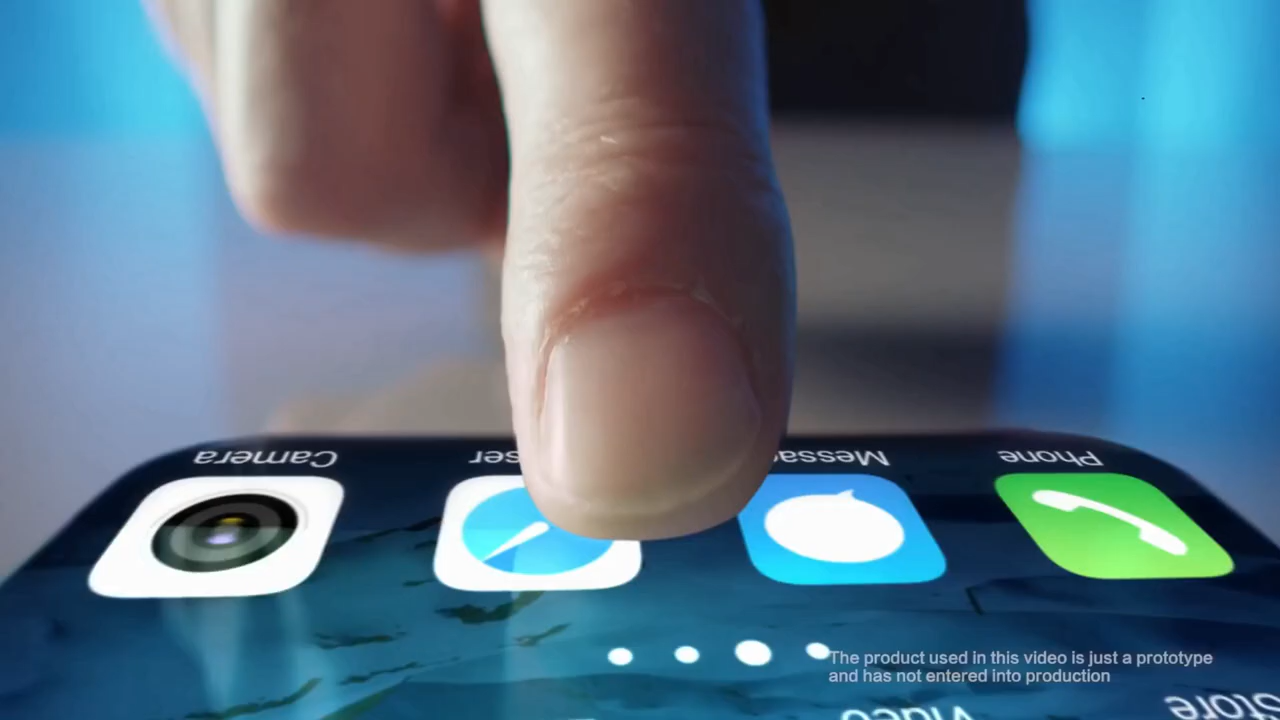 Camera
Phone
The product used in this video is just a prototype
and has not entered into production
Video
Store